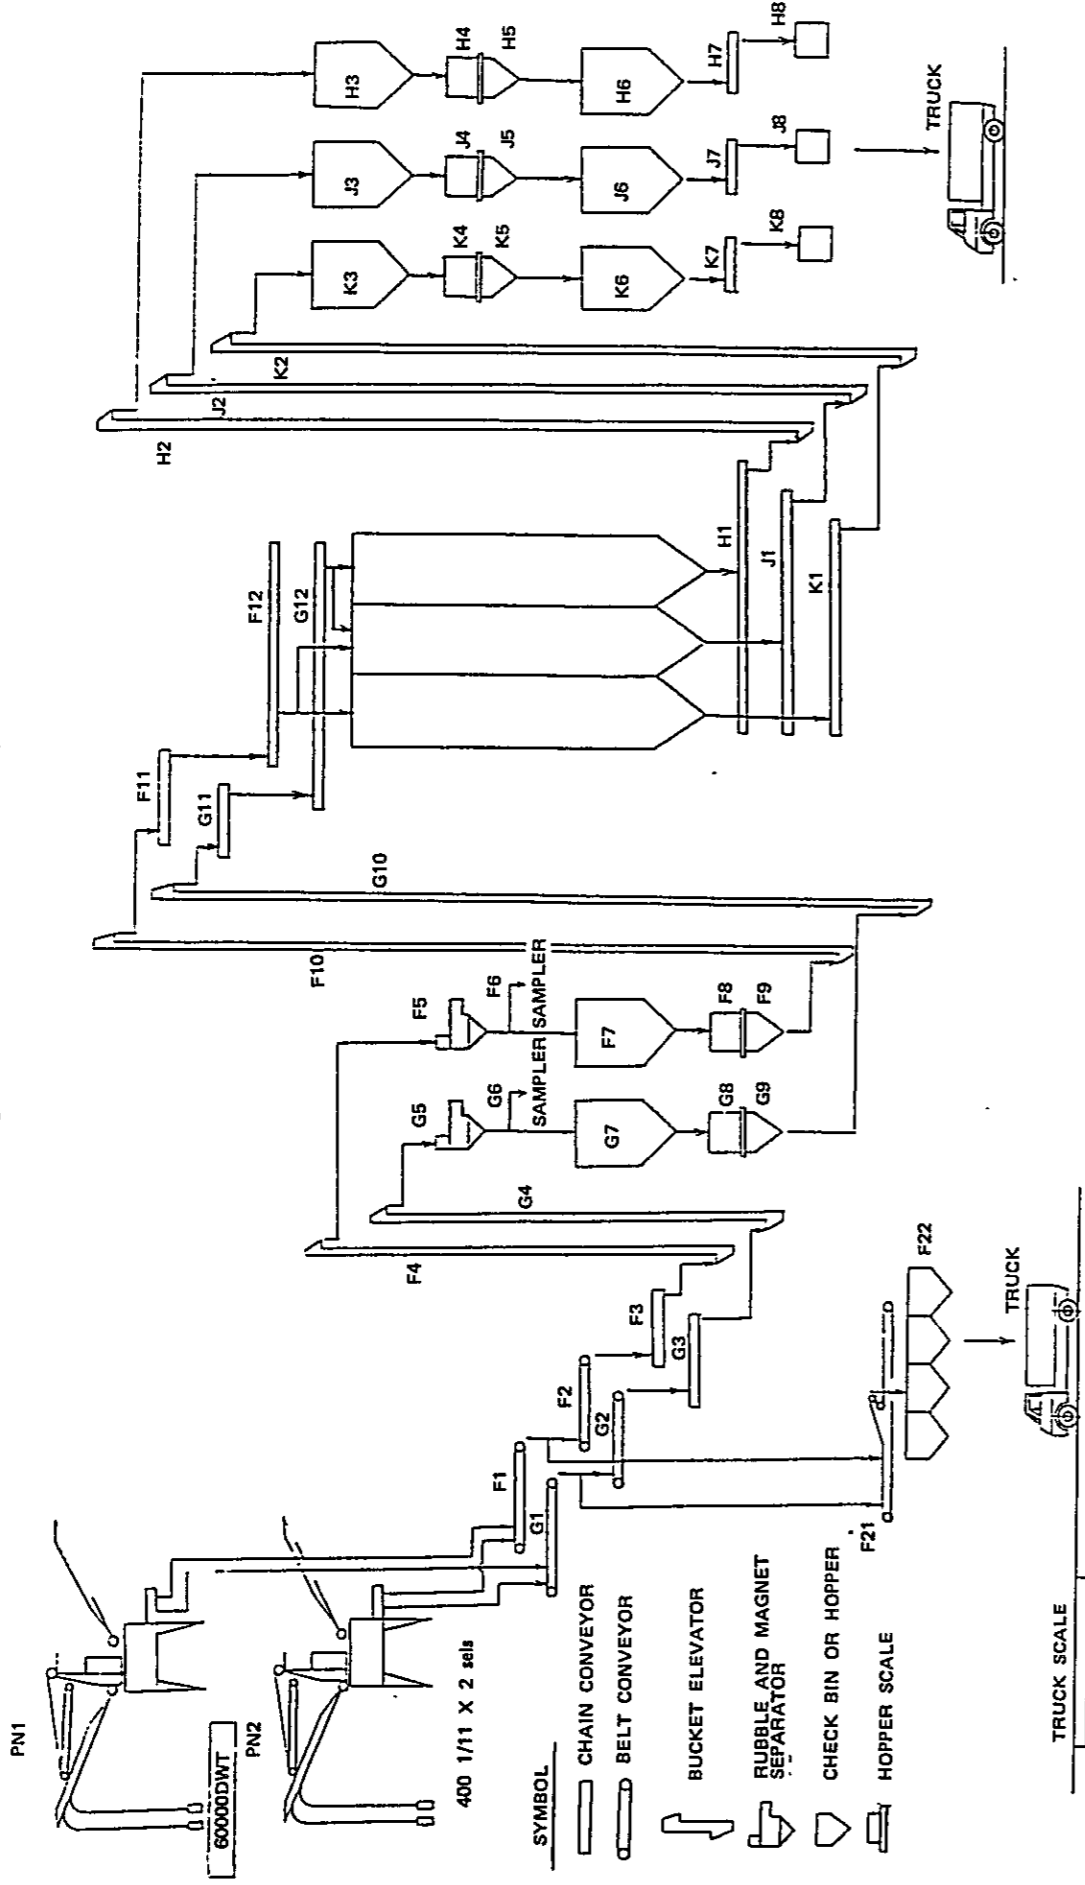 PN1
60000DWT
PN2
400 1/11 X 2 sels
F1
G1
F2
G2
F3
G3
F4
G4
F5
G5
F6
SAMPLER
G6
SAMPLER
F7
G7
F8
F9
G8
G9
F10
G10
F11
G11
F12
G12
H1
J1
K1
H2
J2
K2
H3
H4
H5
H6
H7
H8
J3
J4
J5
J6
J7
J8
K3
K4
K5
K6
K7
K8
TRUCK
F21
F22
TRUCK
TRUCK SCALE
SYMBOL
CHAIN CONVEYOR
BELT CONVEYOR
BUCKET ELEVATOR
RUBBLE AND MAGNET
SEPARATOR
CHECK BIN OR HOPPER
HOPPER SCALE